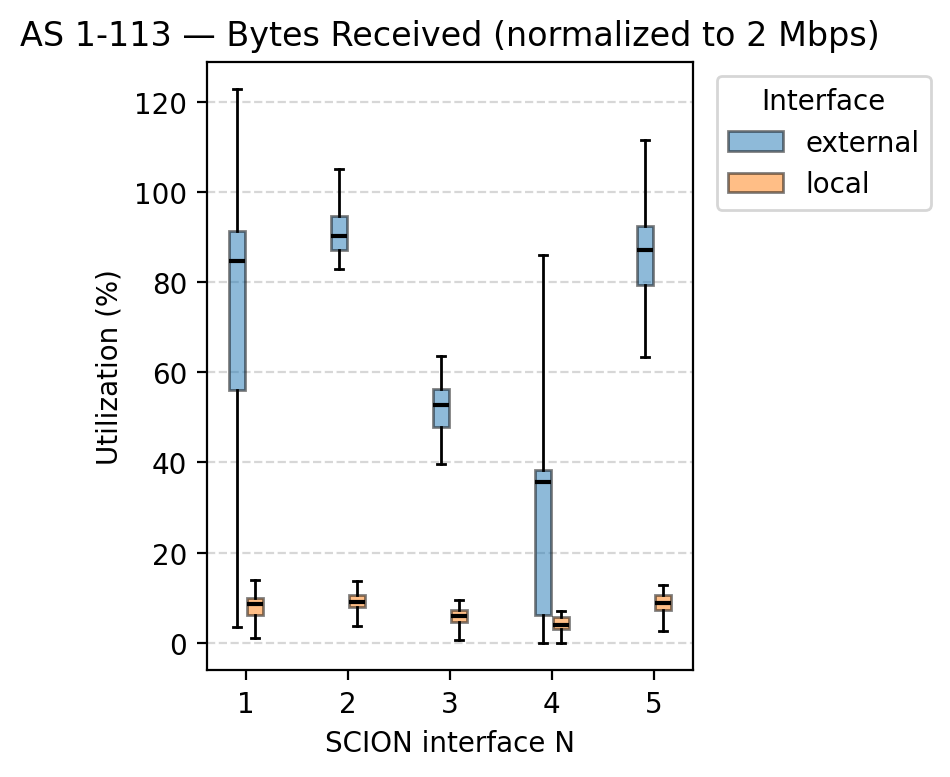 AS 1-113 — Bytes Received (normalized to 2 Mbps)
Interface
external
local
Utilization (%)
120
100
80
60
40
20
0
1 2 3 4 5
SCION interface N